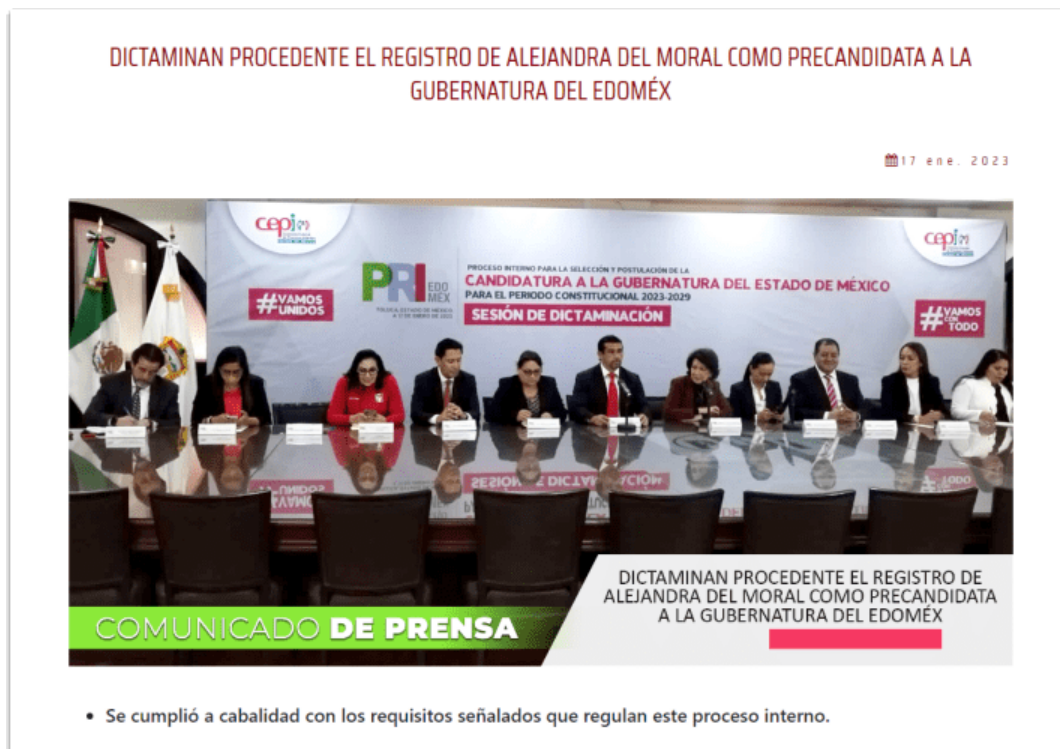 DICTAMINAN PROCEDENTE EL REGISTRO DE ALEJANDRA DEL MORAL COMO PRECANDIDATA A LA
GUBERNATURA DEL EDOMÉX
17 ene. 2023
cepi
cepi
PROCESO INTERNO PARA LA SELECCIÓN Y POSTULACIÓN DE LA
CANDIDATURA A LA GUBERNATURA DEL ESTADO DE MÉXICO
PARA EL PERIODO CONSTITUCIONAL 2023-2029
SESIÓN DE DICTAMINACIÓN
PRI EDO
MEX
TOLUCA, ESTADO DE MÉXICO
#VAMOS
UNIDOS
#VAMOS
CON
TODO
COMUNICADO DE PRENSA
DICTAMINAN PROCEDENTE EL REGISTRO DE
ALEJANDRA DEL MORAL COMO PRECANDIDATA
A LA GUBERNATURA DEL EDOMÉX
• Se cumplió a cabalidad con los requisitos señalados que regulan este proceso interno.